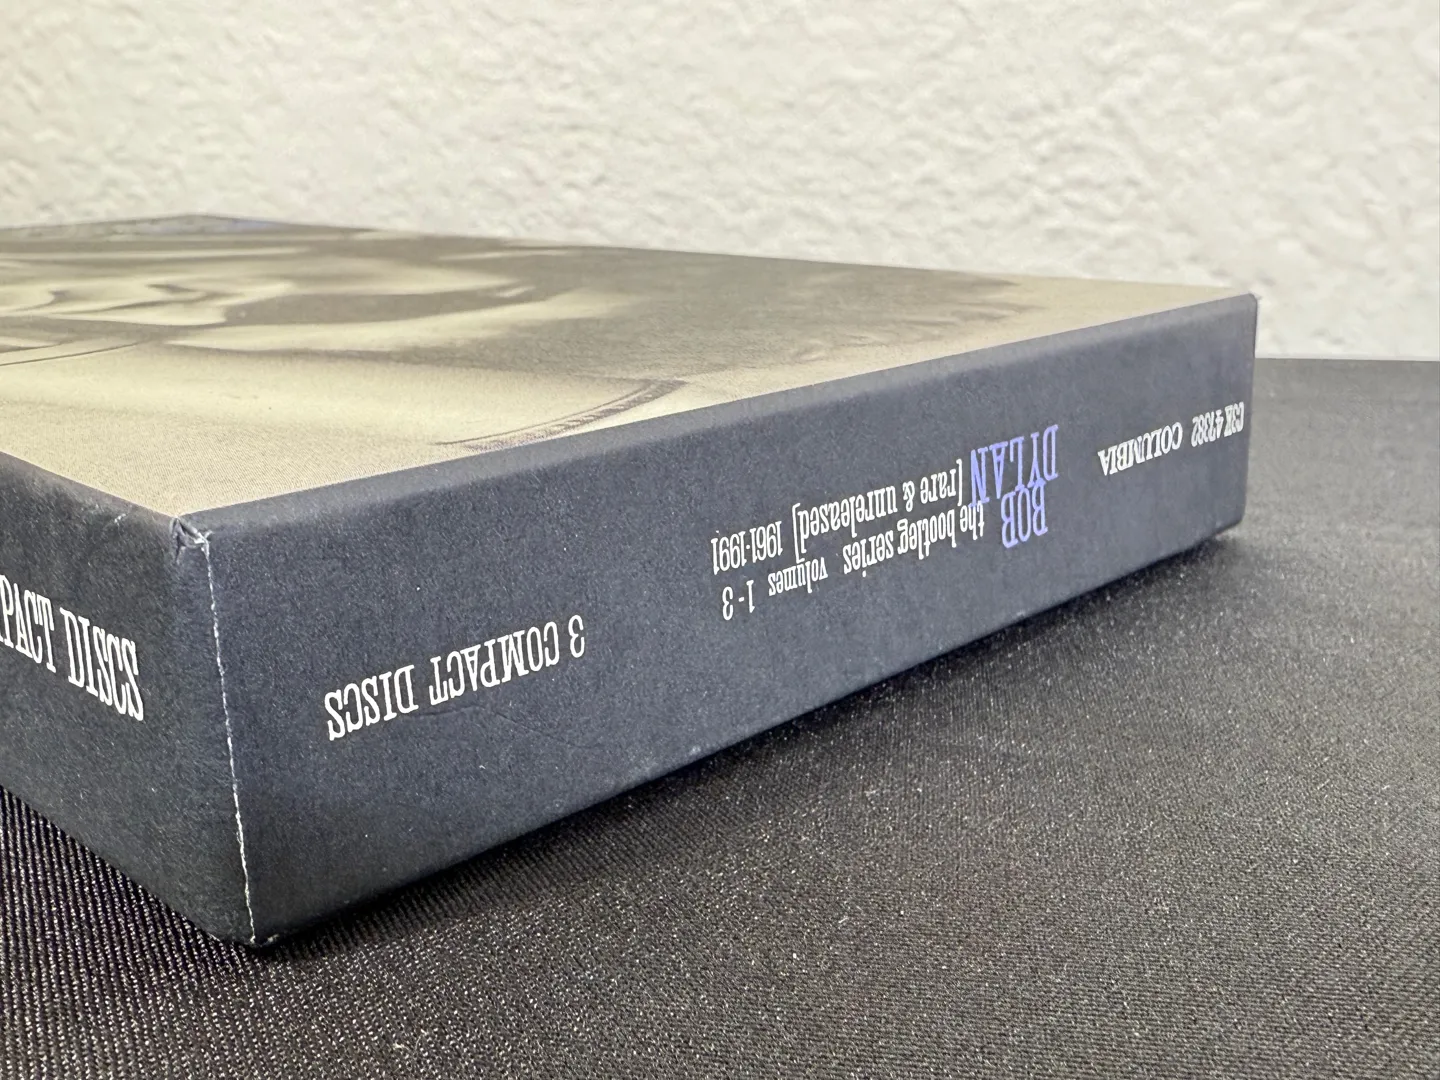 C3K 47382 COLUMBIA
BOB
DYLAN
the bootleg series volumes 1-3
[rare & unreleased] 1961-1991
3 COMPACT DISCS
PACT DISCS